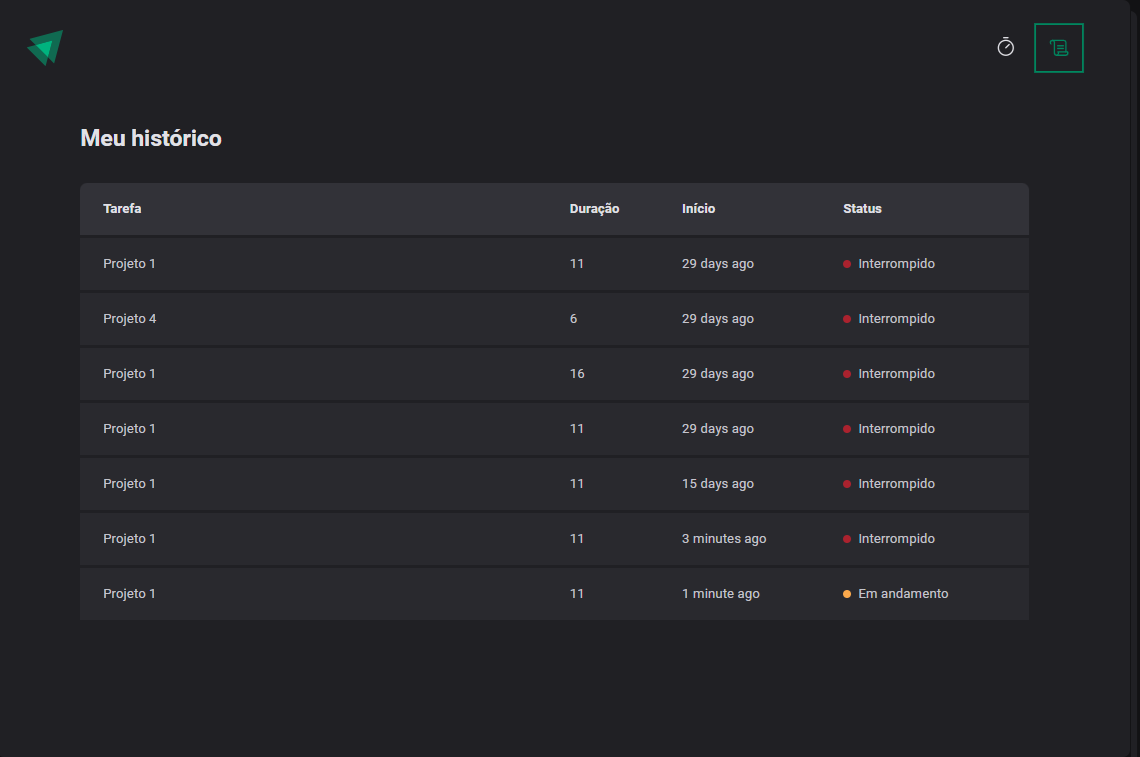 Meu histórico
Tarefa Duração Início Status
Projeto 1 11 29 days ago Interrompido
Projeto 4 6 29 days ago Interrompido
Projeto 1 16 29 days ago Interrompido
Projeto 1 11 29 days ago Interrompido
Projeto 1 11 15 days ago Interrompido
Projeto 1 11 3 minutes ago Interrompido
Projeto 1 11 1 minute ago Em andamento